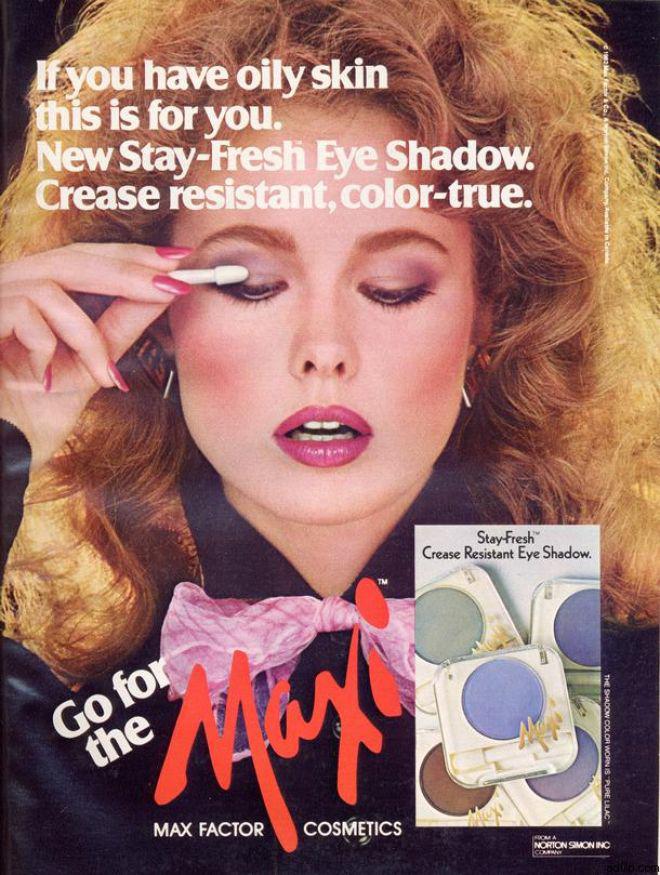 If you have oily skin
this is for you.
New Stay-Fresh Eye Shadow.
Crease resistant, color-true.
Stay-Fresh™
Crease Resistant Eye Shadow.
Maxi
Maxi
Go for
the
Maxi™
MAX FACTOR COSMETICS
THE SHADOW COLOR WORN IS "PURE LILAC"
FROM A
NORTON SIMON INC
COMPANY